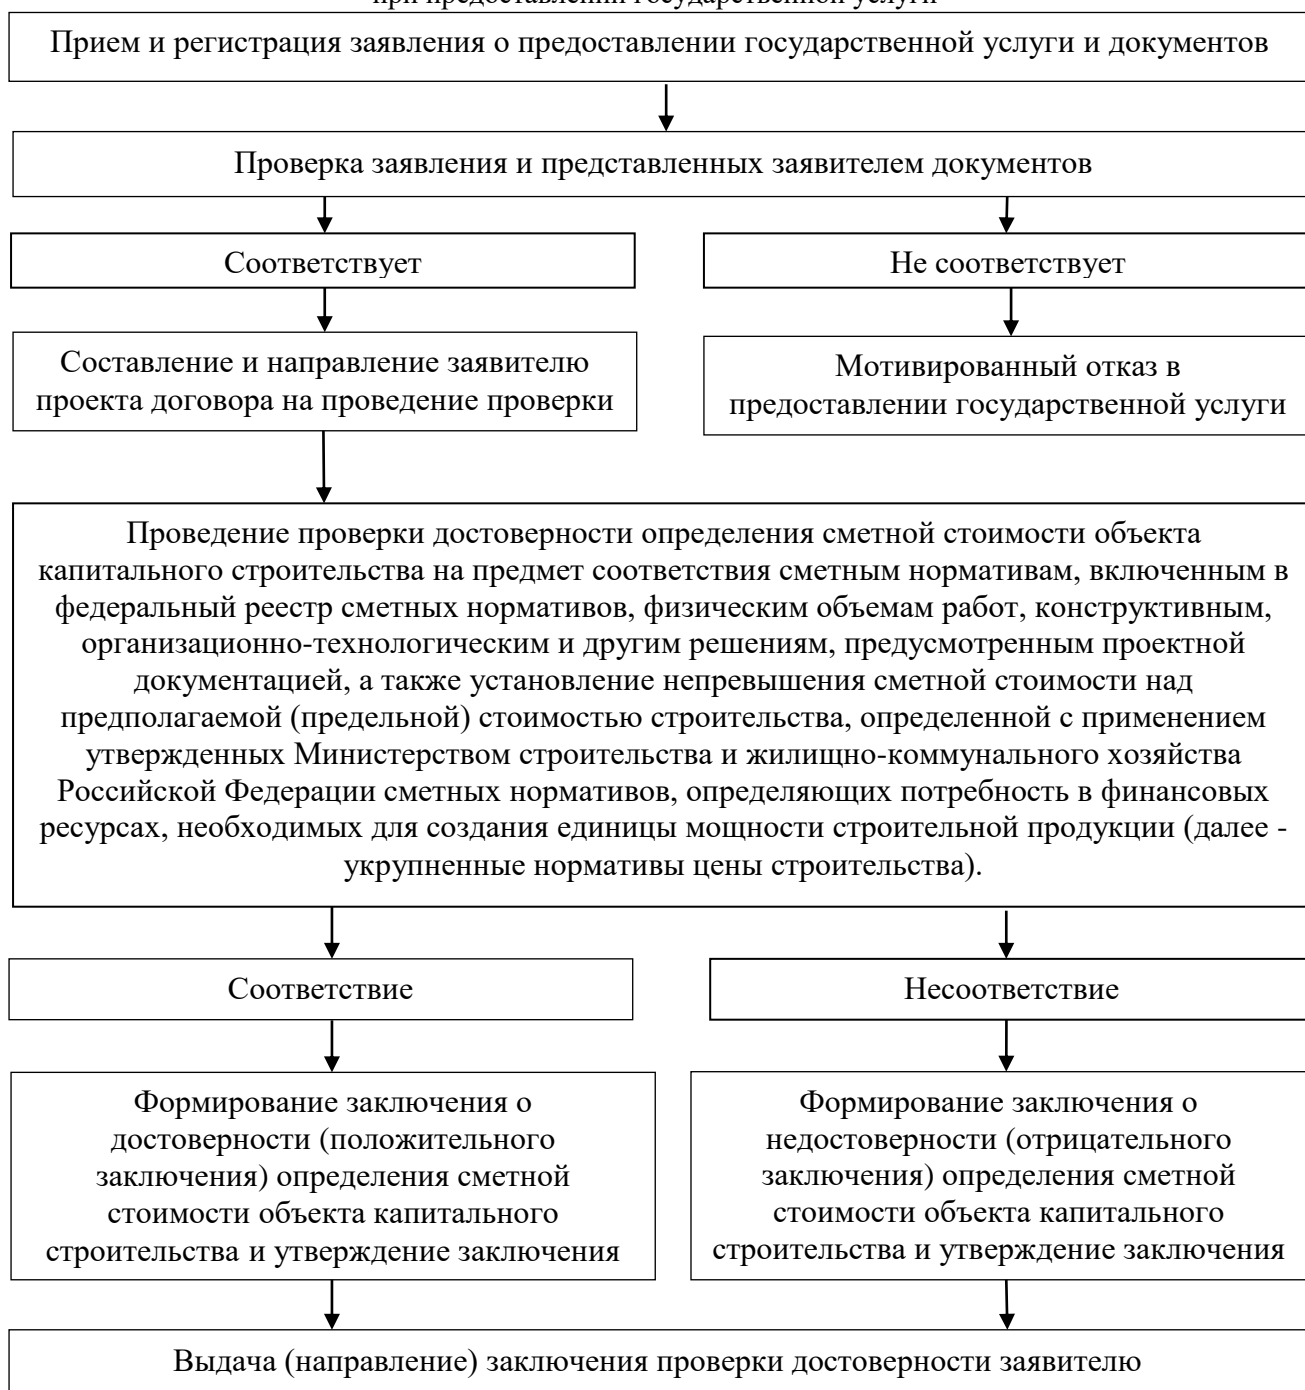 при предоставлении государственной услуги
Прием и регистрация заявления о предоставлении государственной услуги и документов
Проверка заявления и представленных заявителем документов
Соответствует
Не соответствует
Составление и направление заявителю
проекта договора на проведение проверки
Мотивированный отказ в
предоставлении государственной услуги
Проведение проверки достоверности определения сметной стоимости объекта
капитального строительства на предмет соответствия сметным нормативам, включенным в
федеральный реестр сметных нормативов, физическим объемам работ, конструктивным,
организационно-технологическим и другим решениям, предусмотренным проектной
документацией, а также установление непревышения сметной стоимости над
предполагаемой (предельной) стоимостью строительства, определенной с применением
утвержденных Министерством строительства и жилищно-коммунального хозяйства
Российской Федерации сметных нормативов, определяющих потребность в финансовых
ресурсах, необходимых для создания единицы мощности строительной продукции (далее -
укрупненные нормативы цены строительства).
Соответствие
Несоответствие
Формирование заключения о
достоверности (положительного
заключения) определения сметной
стоимости объекта капитального
строительства и утверждение заключения
Формирование заключения о
недостоверности (отрицательного
заключения) определения сметной
стоимости объекта капитального
строительства и утверждение заключения
Выдача (направление) заключения проверки достоверности заявителю